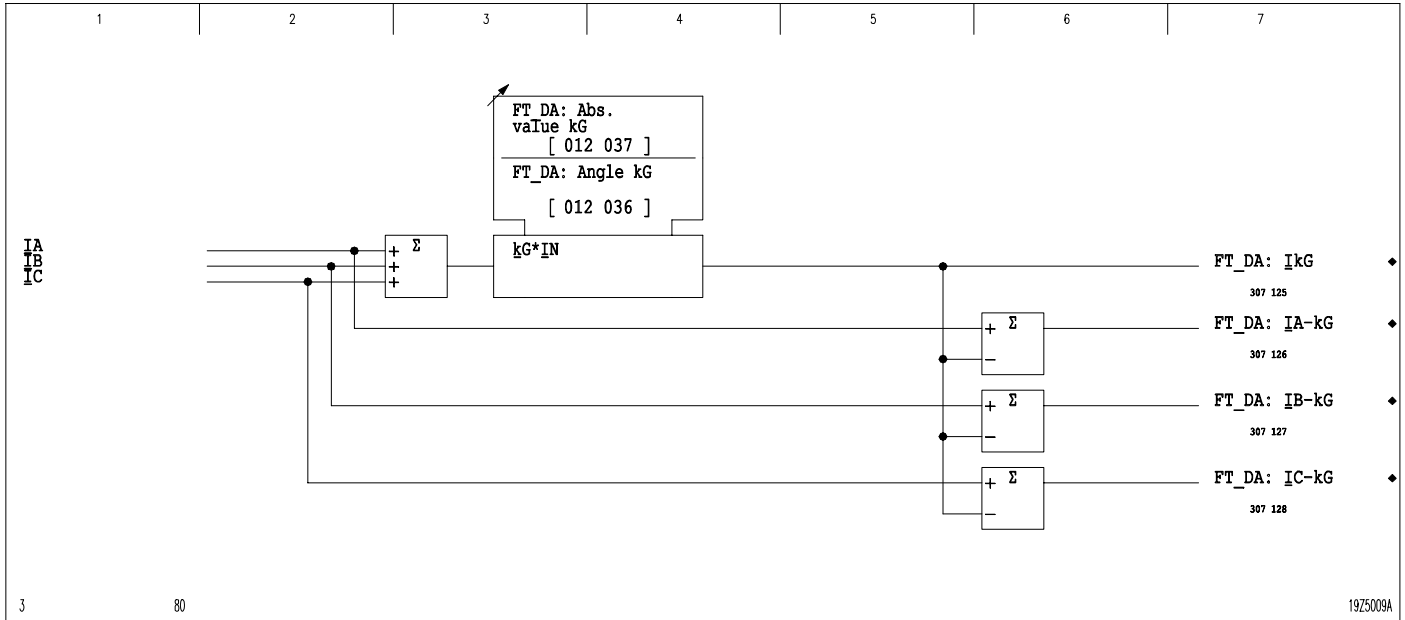 1 2 3 4 5 6 7
FT_DA: Abs.
value kG
[ 012 037 ]
FT_DA: Angle kG
[ 012 036 ]
IA
IB
IC
+ Σ
+
+
kG*IN
FT_DA: IkG
307 125
+ Σ
−
FT_DA: IA-kG
307 126
+ Σ
−
FT_DA: IB-kG
307 127
+ Σ
−
FT_DA: IC-kG
307 128
3 80 19Z5009A